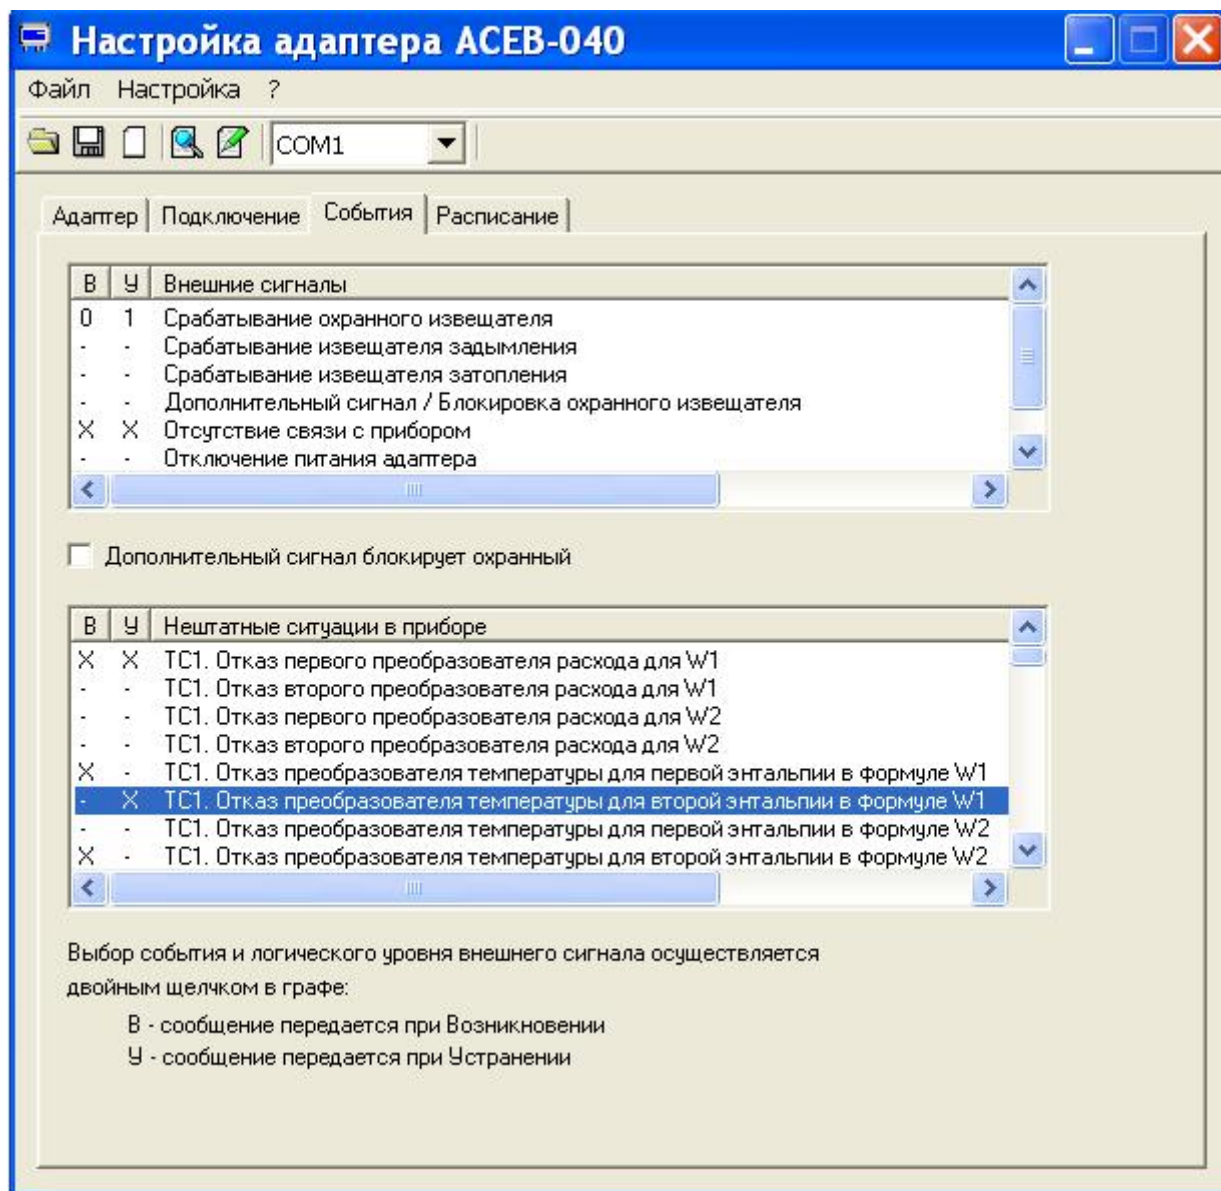 Настройка адаптера АСЕВ-040
Файл Настройка ?
COM1
Адаптер Подключение События Расписание
В У Внешние сигналы
0 1 Срабатывание охранного извещателя
- - Срабатывание извещателя задымления
- - Срабатывание извещателя затопления
- - Дополнительный сигнал / Блокировка охранного извещателя
X X Отсутствие связи с прибором
- - Отключение питания адаптера
Дополнительный сигнал блокирует охранный
В У Нештатные ситуации в приборе
X X ТС1. Отказ первого преобразователя расхода для W1
- - ТС1. Отказ второго преобразователя расхода для W1
- - ТС1. Отказ первого преобразователя расхода для W2
- - ТС1. Отказ второго преобразователя расхода для W2
X - ТС1. Отказ преобразователя температуры для первой энтальпии в формуле W1
- X ТС1. Отказ преобразователя температуры для второй энтальпии в формуле W1
- - ТС1. Отказ преобразователя температуры для первой энтальпии в формуле W2
X - ТС1. Отказ преобразователя температуры для второй энтальпии в формуле W2
Выбор события и логического уровня внешнего сигнала осуществляется
двойным щелчком в графе:
В - сообщение передается при Возникновении
У - сообщение передается при Устранении